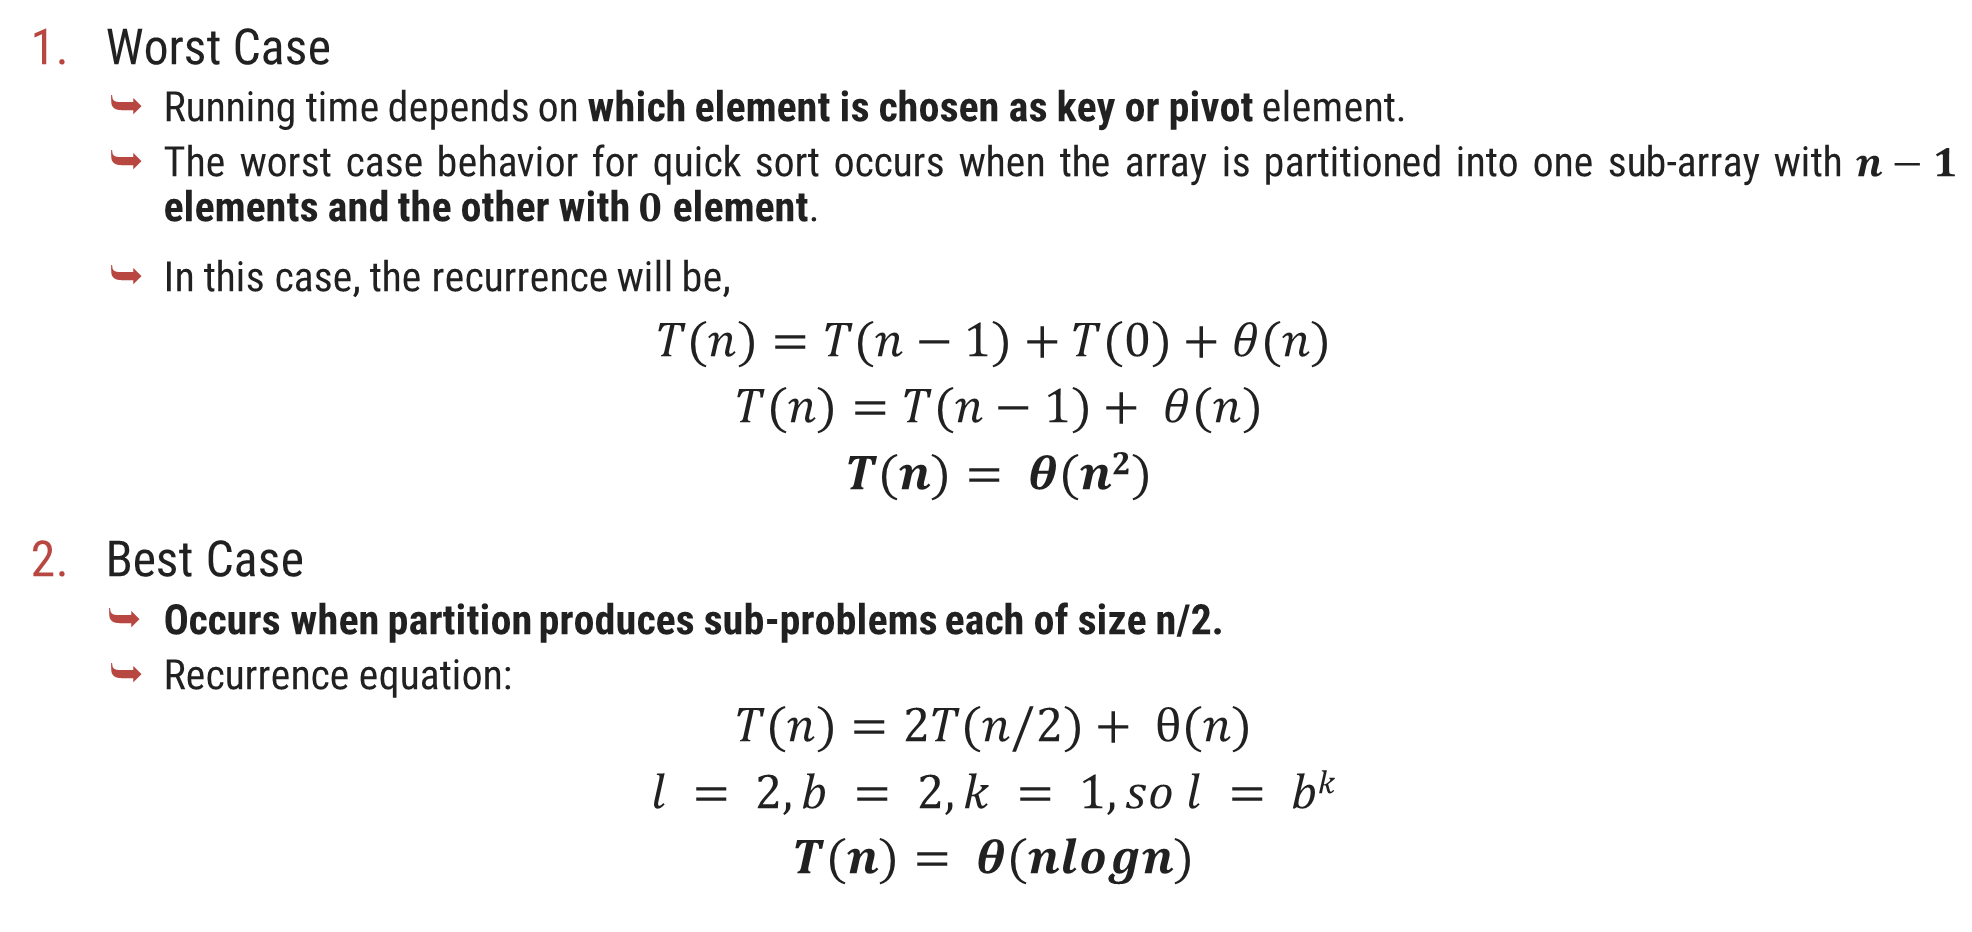 1. Worst Case
➥ Running time depends on which element is chosen as key or pivot element.
➥ The worst case behavior for quick sort occurs when the array is partitioned into one sub-array with n − 1
elements and the other with 0 element.
➥ In this case, the recurrence will be,
T(n) = T(n − 1) + T(0) + θ(n)
T(n) = T(n − 1) + θ(n)
T(n) = θ(n²)
2. Best Case
➥ Occurs when partition produces sub-problems each of size n/2.
➥ Recurrence equation:
T(n) = 2T(n/2) + θ(n)
l = 2, b = 2, k = 1, so l = bᵏ
T(n) = θ(nlogn)